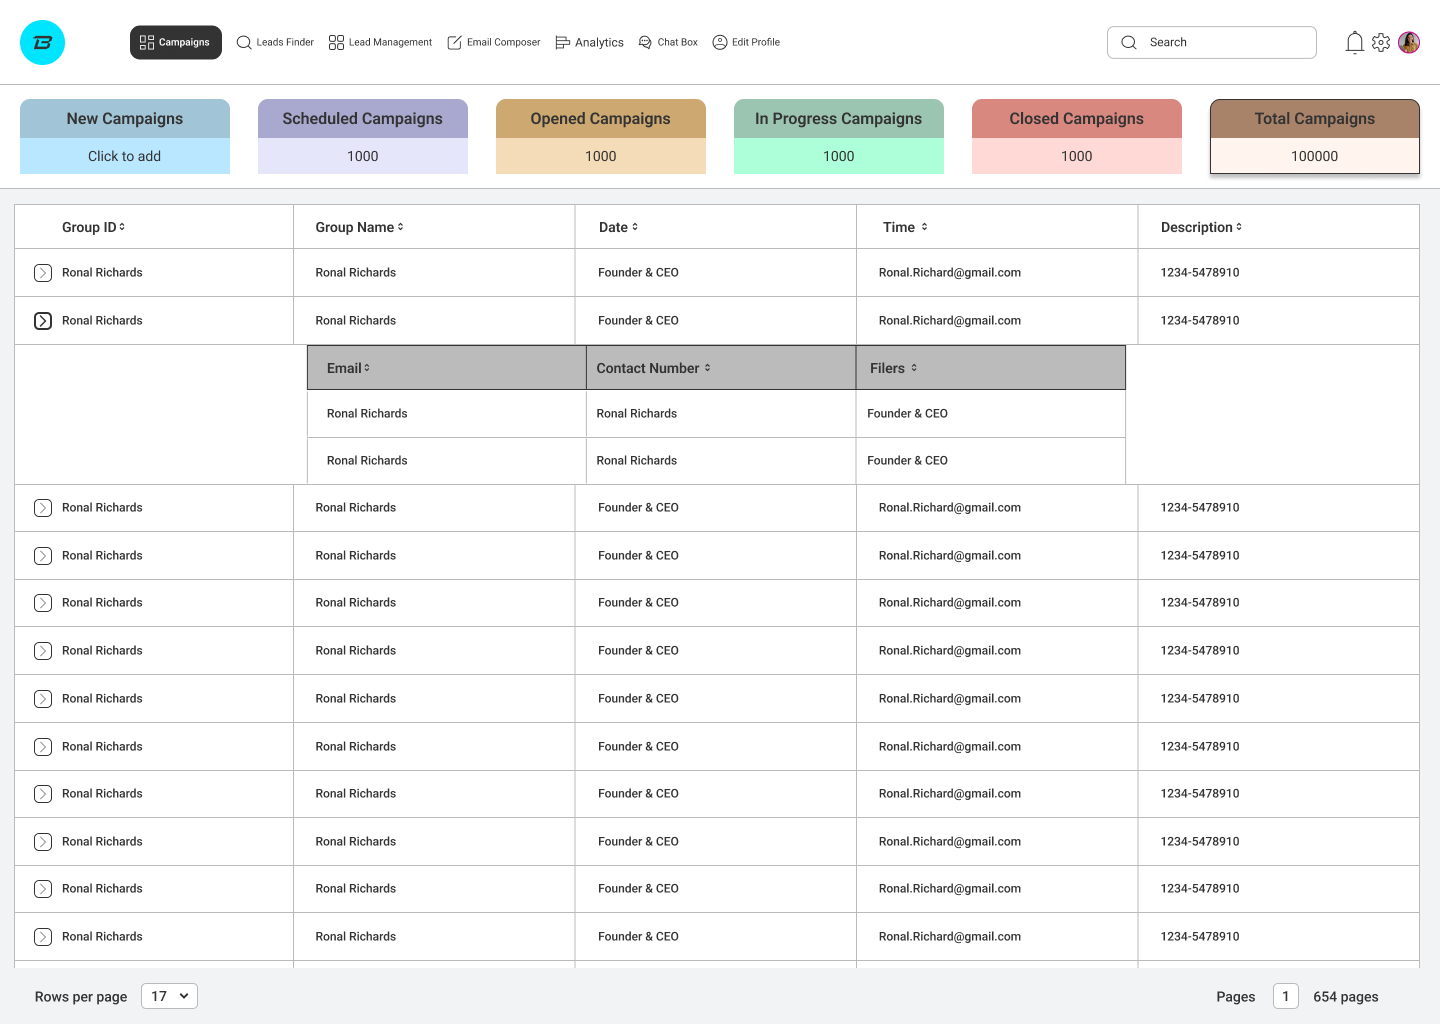 B
Campaigns Leads Finder Lead Management Email Composer Analytics Chat Box Edit Profile Search
New Campaigns Scheduled Campaigns Opened Campaigns In Progress Campaigns Closed Campaigns Total Campaigns
Click to add 1000 1000 1000 1000 100000
Group ID Group Name Date Time Description
Ronal Richards Ronal Richards Founder & CEO Ronal.Richard@gmail.com 1234-5478910
Ronal Richards Ronal Richards Founder & CEO Ronal.Richard@gmail.com 1234-5478910
Email Contact Number Filers
Ronal Richards Ronal Richards Founder & CEO
Ronal Richards Ronal Richards Founder & CEO
Ronal Richards Ronal Richards Founder & CEO Ronal.Richard@gmail.com 1234-5478910
Ronal Richards Ronal Richards Founder & CEO Ronal.Richard@gmail.com 1234-5478910
Ronal Richards Ronal Richards Founder & CEO Ronal.Richard@gmail.com 1234-5478910
Ronal Richards Ronal Richards Founder & CEO Ronal.Richard@gmail.com 1234-5478910
Ronal Richards Ronal Richards Founder & CEO Ronal.Richard@gmail.com 1234-5478910
Ronal Richards Ronal Richards Founder & CEO Ronal.Richard@gmail.com 1234-5478910
Ronal Richards Ronal Richards Founder & CEO Ronal.Richard@gmail.com 1234-5478910
Ronal Richards Ronal Richards Founder & CEO Ronal.Richard@gmail.com 1234-5478910
Ronal Richards Ronal Richards Founder & CEO Ronal.Richard@gmail.com 1234-5478910
Ronal Richards Ronal Richards Founder & CEO Ronal.Richard@gmail.com 1234-5478910
Rows per page 17 Pages 1 654 pages